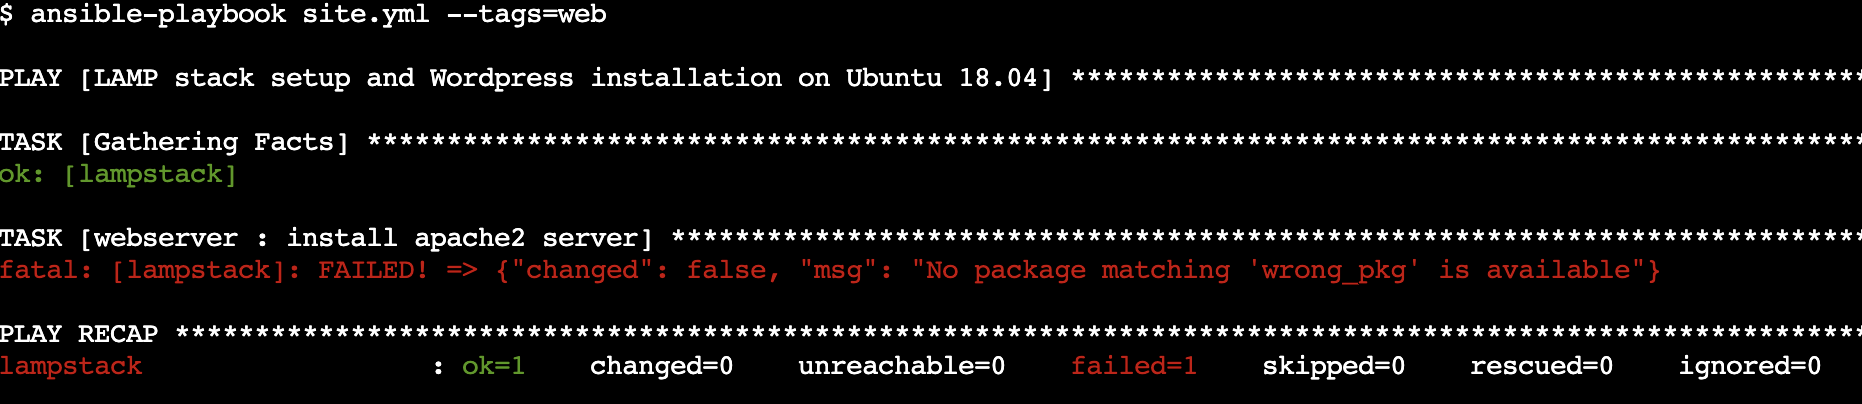 $ ansible-playbook site.yml --tags=web
PLAY [LAMP stack setup and Wordpress installation on Ubuntu 18.04] **************************************************
TASK [Gathering Facts] **********************************************************************************************
ok: [lampstack]
TASK [webserver : install apache2 server] ***************************************************************************
fatal: [lampstack]: FAILED! => {"changed": false, "msg": "No package matching 'wrong_pkg' is available"}
PLAY RECAP **********************************************************************************************************
lampstack : ok=1 changed=0 unreachable=0 failed=1 skipped=0 rescued=0 ignored=0